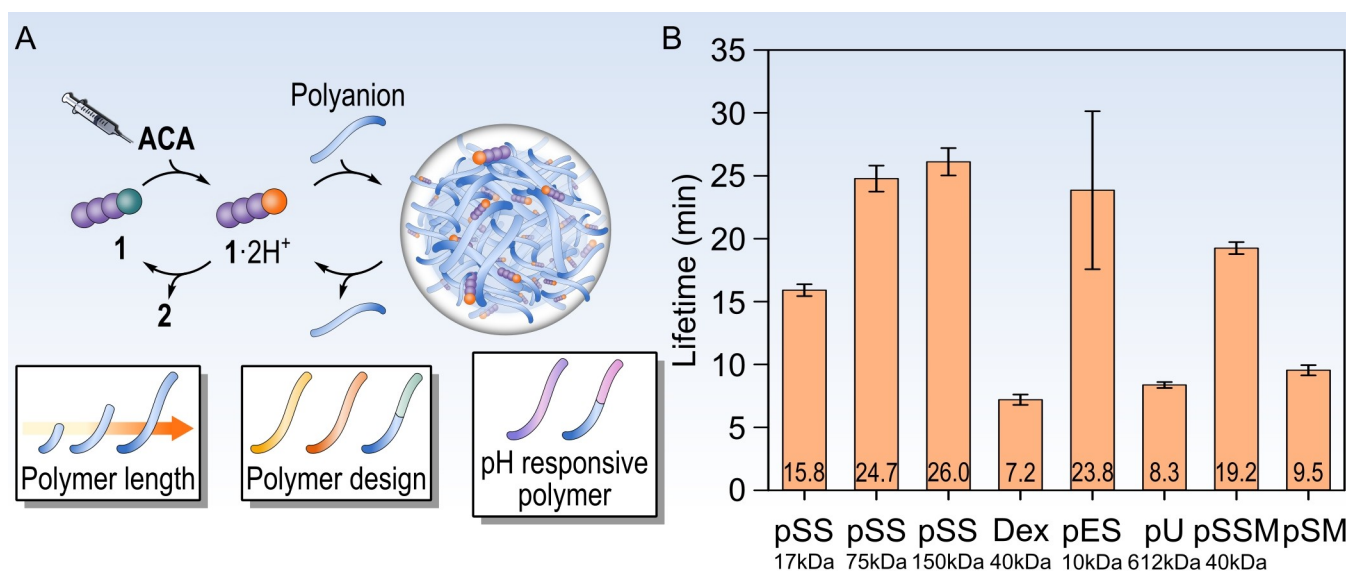 A
ACA
Polyanion
1
1·2H⁺
2
Polymer length
Polymer design
pH responsive
polymer
B
Lifetime (min)
35
30
25
20
15
10
5
0
15.8 24.7 26.0 7.2 23.8 8.3 19.2 9.5
pSS pSS pSS Dex pES pU pSSM pSM
17kDa 75kDa 150kDa 40kDa 10kDa 612kDa 40kDa